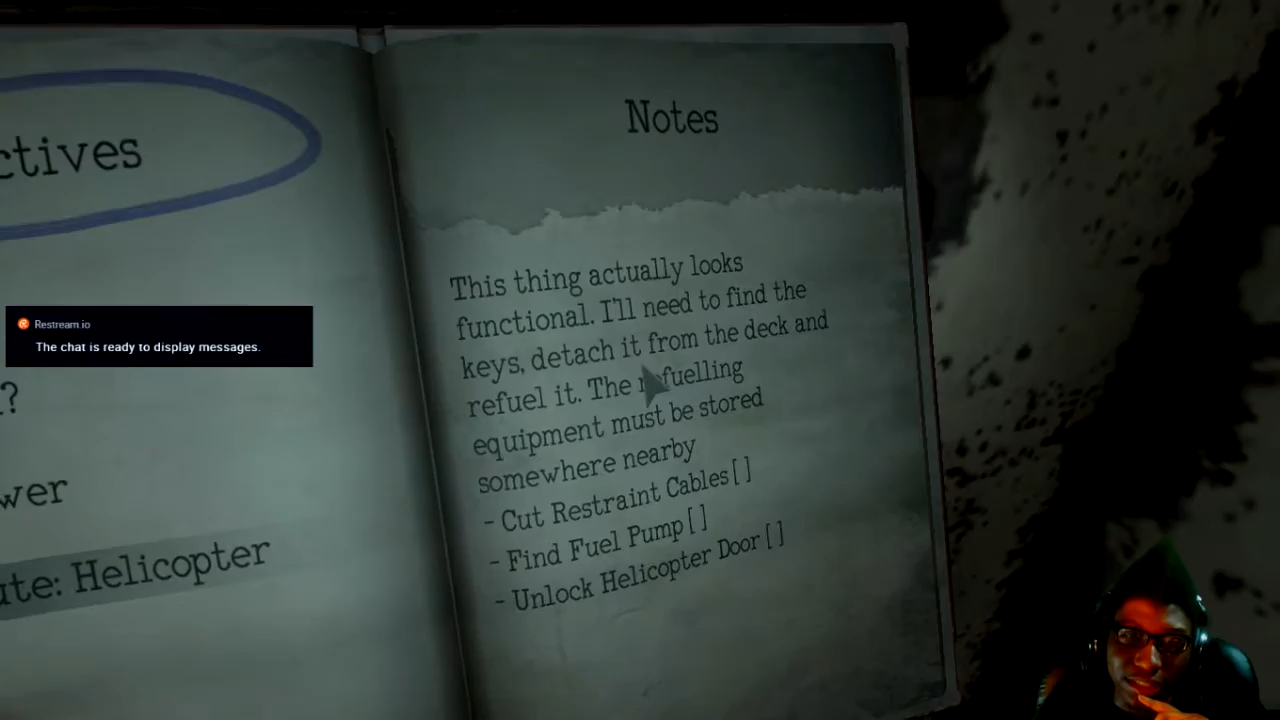 ctives
?
wer
ute: Helicopter
Restream.io
The chat is ready to display messages.
Notes
This thing actually looks
functional. I'll need to find the
keys, detach it from the deck and
refuel it. The refuelling
equipment must be stored
somewhere nearby
- Cut Restraint Cables[ ]
- Find Fuel Pump[ ]
- Unlock Helicopter Door[ ]